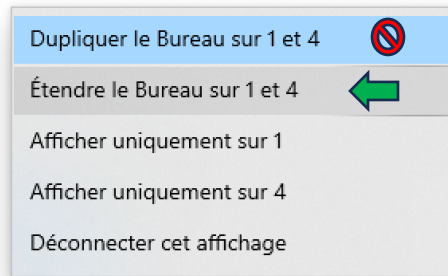 Dupliquer le Bureau sur 1 et 4
Étendre le Bureau sur 1 et 4
Afficher uniquement sur 1
Afficher uniquement sur 4
Déconnecter cet affichage